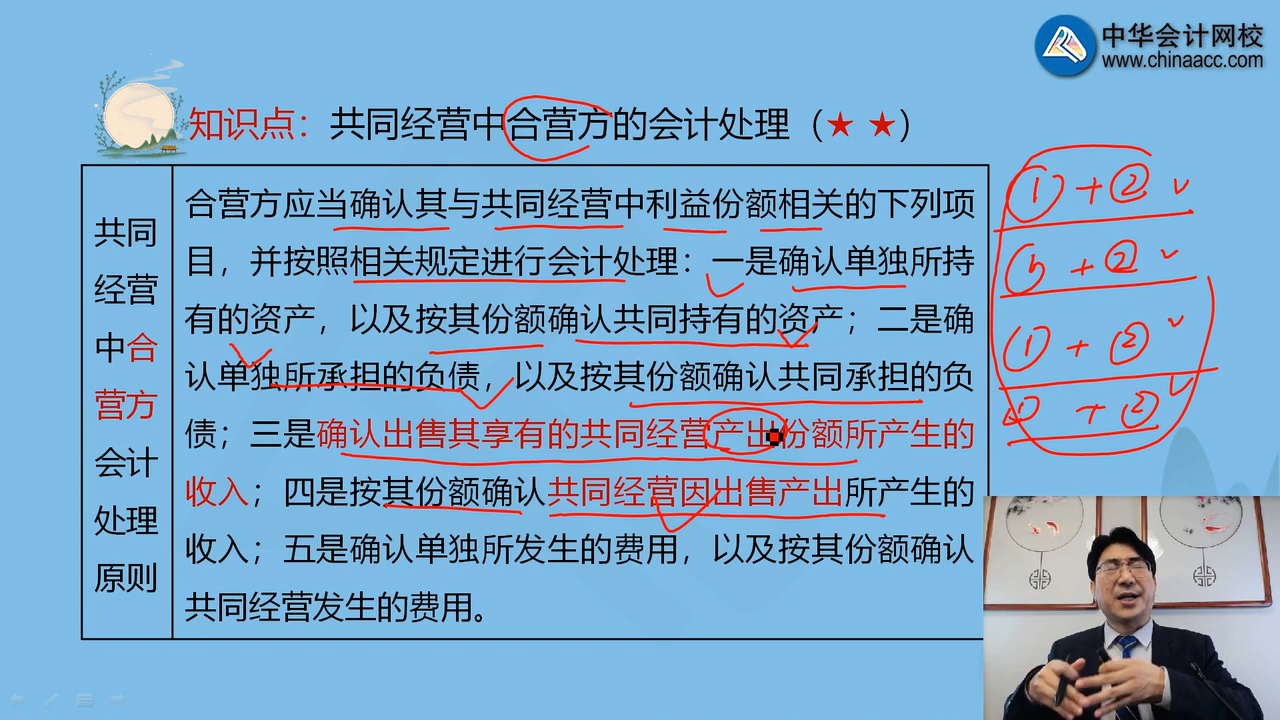 中华会计网校
www.chinaacc.com
知识点：共同经营中合营方的会计处理（★ ★）
共同
经营
中合
营方
会计
处理
原则
合营方应当确认其与共同经营中利益份额相关的下列项
目，并按照相关规定进行会计处理：一是确认单独所持
有的资产，以及按其份额确认共同持有的资产；二是确
认单独所承担的负债，以及按其份额确认共同承担的负
债；三是确认出售其享有的共同经营产出份额所产生的
收入；四是按其份额确认共同经营因出售产出所产生的
收入；五是确认单独所发生的费用，以及按其份额确认
共同经营发生的费用。
①+②
①+②
①+②
①+②